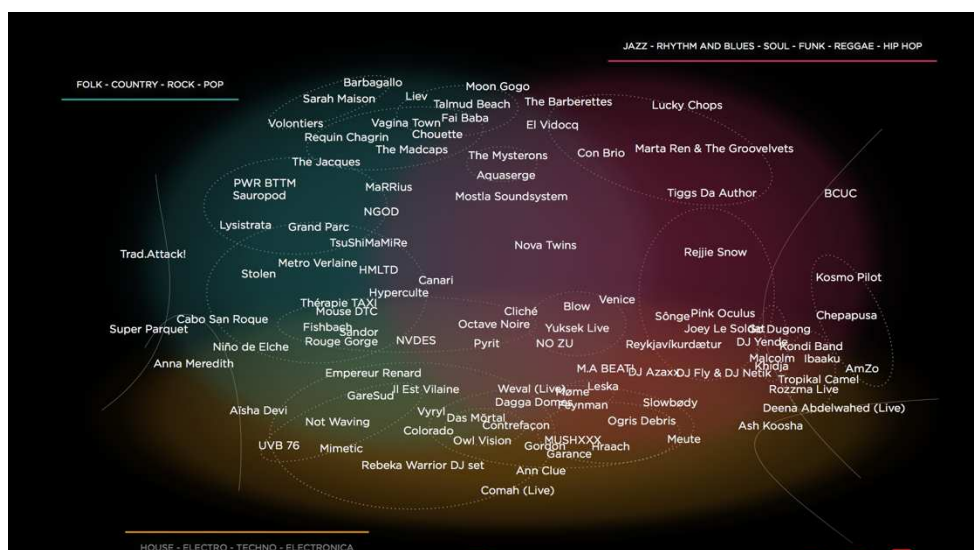 JAZZ - RHYTHM AND BLUES - SOUL - FUNK - REGGAE - HIP HOP
FOLK - COUNTRY - ROCK - POP
Barbagallo
Moon Gogo
Sarah Maison
Liev
Talmud Beach
The Barberettes
Lucky Chops
Volontiers
Vagina Town
Fai Baba
El Vidocq
Requin Chagrin
Chouette
The Madcaps
The Mysterons
Con Brio
Marta Ren & The Groovelvets
The Jacques
Aquaserge
PWR BTTM
MaRRius
Sauropod
Mostla Soundsystem
Tiggs Da Author
BCUC
NGOD
Lysistrata
Grand Parc
TsuShiMaMiRe
Nova Twins
Trad.Attack!
Rejjie Snow
Metro Verlaine
Stolen
HMLTD
Canari
Kosmo Pilot
Hyperculte
Thérapie TAXI
Mouse DTC
Cliché
Blow
Venice
Sônge
Pink Oculus
Chepapusa
Cabo San Roque
Super Parquet
Fishbach
Sandor
Octave Noire
Yuksek Live
Joey Le Soldat
Gugong
Rouge Gorge
NVDES
Pyrit
NO ZU
Reykjavíkurdætur
DJ Yende
Kondi Band
Niño de Elche
Malcolm
Ibaaku
Anna Meredith
Khidja
AmZo
Empereur Renard
M.A BEAT!
DJ Azaxx
DJ Fly & DJ Netik
Tropikal Camel
GareSud
Il Est Vilaine
Weval (Live)
Møme
Leska
Rozzma Live
Dagga Domes
Feynman
Slowbødy
Aïsha Devi
Vyryl
Das Mörtal
Deena Abdelwahed (Live)
Not Waving
Contrefaçon
Ogris Debris
Ash Koosha
Colorado
Owl Vision
MUSHXXX
Meute
UVB 76
Mimetic
Gordon
Hraach
Garance
Rebeka Warrior DJ set
Ann Clue
Comah (Live)
HOUSE - ELECTRO - TECHNO - ELECTRONICA